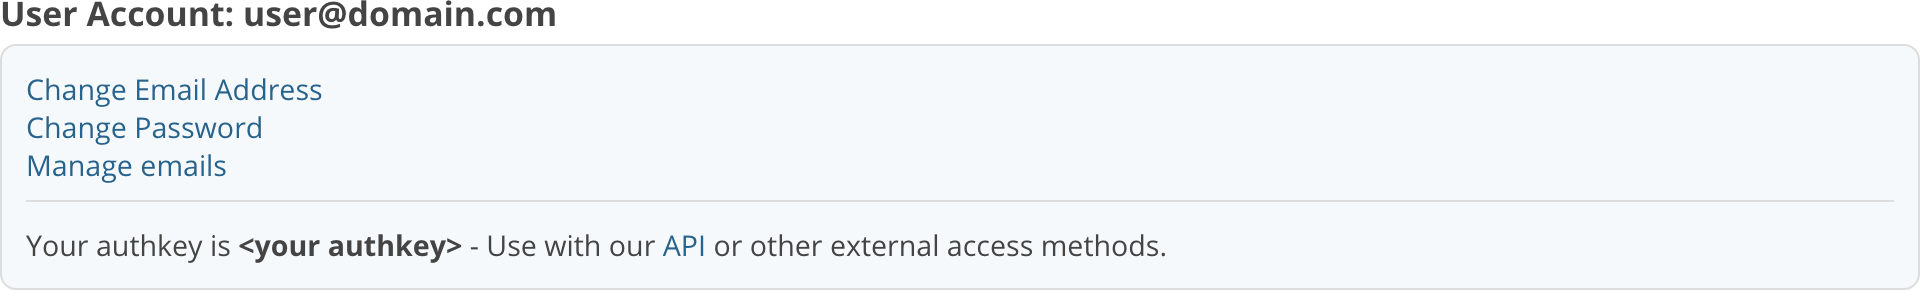 User Account: user@domain.com
Change Email Address
Change Password
Manage emails
Your authkey is <your authkey> - Use with our API or other external access methods.